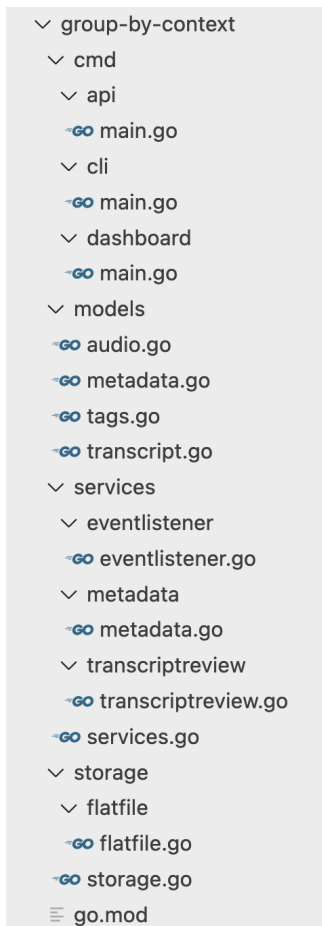 group-by-context
cmd
api
GO main.go
cli
GO main.go
dashboard
GO main.go
models
GO audio.go
GO metadata.go
GO tags.go
GO transcript.go
services
eventlistener
GO eventlistener.go
metadata
GO metadata.go
transcriptreview
GO transcriptreview.go
GO services.go
storage
flatfile
GO flatfile.go
GO storage.go
go.mod